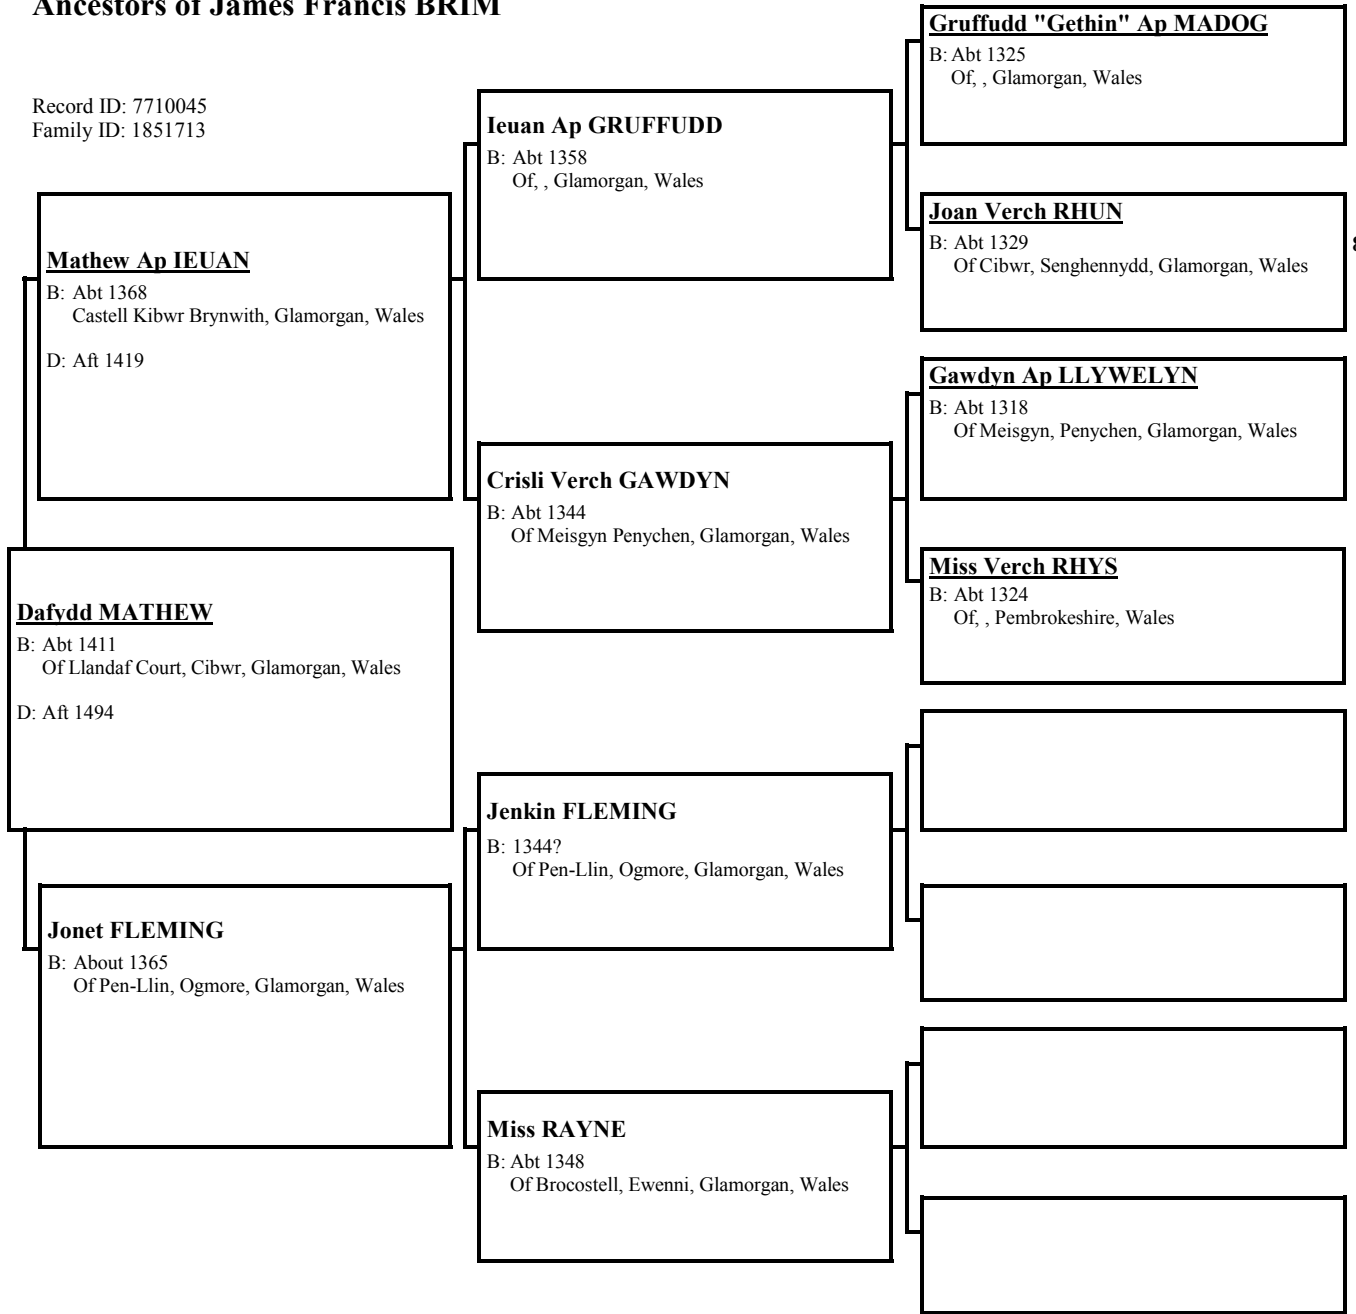 Ancestors of James Francis BRIM
Record ID: 7710045
Family ID: 1851713
Gruffudd "Gethin" Ap MADOG
B: Abt 1325
Of, , Glamorgan, Wales
Ieuan Ap GRUFFUDD
B: Abt 1358
Of, , Glamorgan, Wales
Joan Verch RHUN
B: Abt 1329
Of Cibwr, Senghennydd, Glamorgan, Wales
Mathew Ap IEUAN
B: Abt 1368
Castell Kibwr Brynwith, Glamorgan, Wales
D: Aft 1419
Gawdyn Ap LLYWELYN
B: Abt 1318
Of Meisgyn, Penychen, Glamorgan, Wales
Crisli Verch GAWDYN
B: Abt 1344
Of Meisgyn Penychen, Glamorgan, Wales
Miss Verch RHYS
B: Abt 1324
Of, , Pembrokeshire, Wales
Dafydd MATHEW
B: Abt 1411
Of Llandaf Court, Cibwr, Glamorgan, Wales
D: Aft 1494
Jenkin FLEMING
B: 1344?
Of Pen-Llin, Ogmore, Glamorgan, Wales
Jonet FLEMING
B: About 1365
Of Pen-Llin, Ogmore, Glamorgan, Wales
Miss RAYNE
B: Abt 1348
Of Brocostell, Ewenni, Glamorgan, Wales